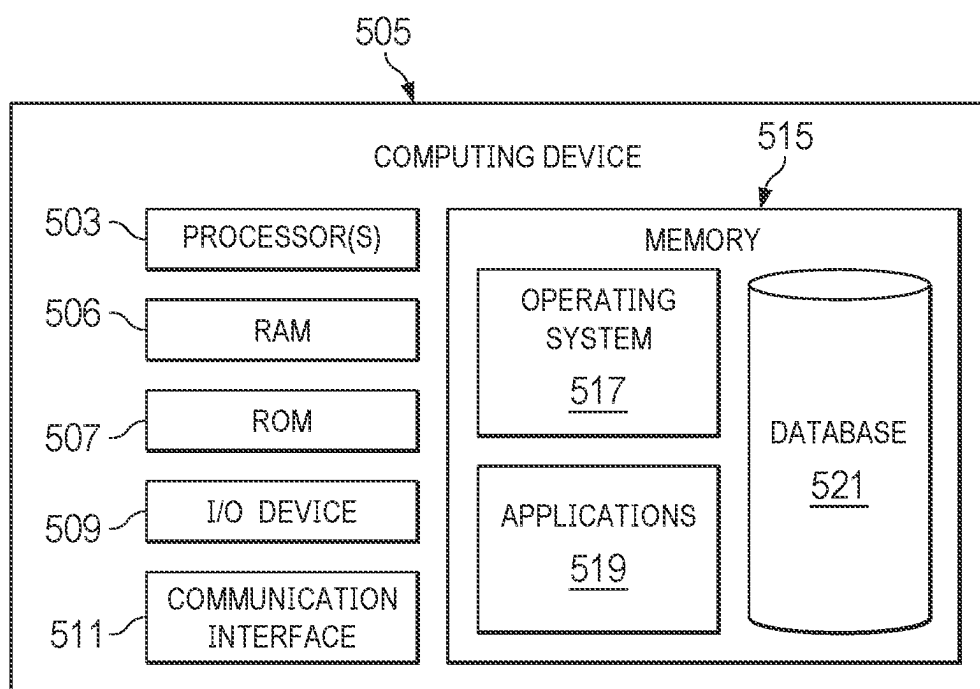 505
COMPUTING DEVICE
515
503
PROCESSOR(S)
506
RAM
507
ROM
509
I/O DEVICE
511
COMMUNICATION
INTERFACE
MEMORY
OPERATING
SYSTEM
517
APPLICATIONS
519
DATABASE
521